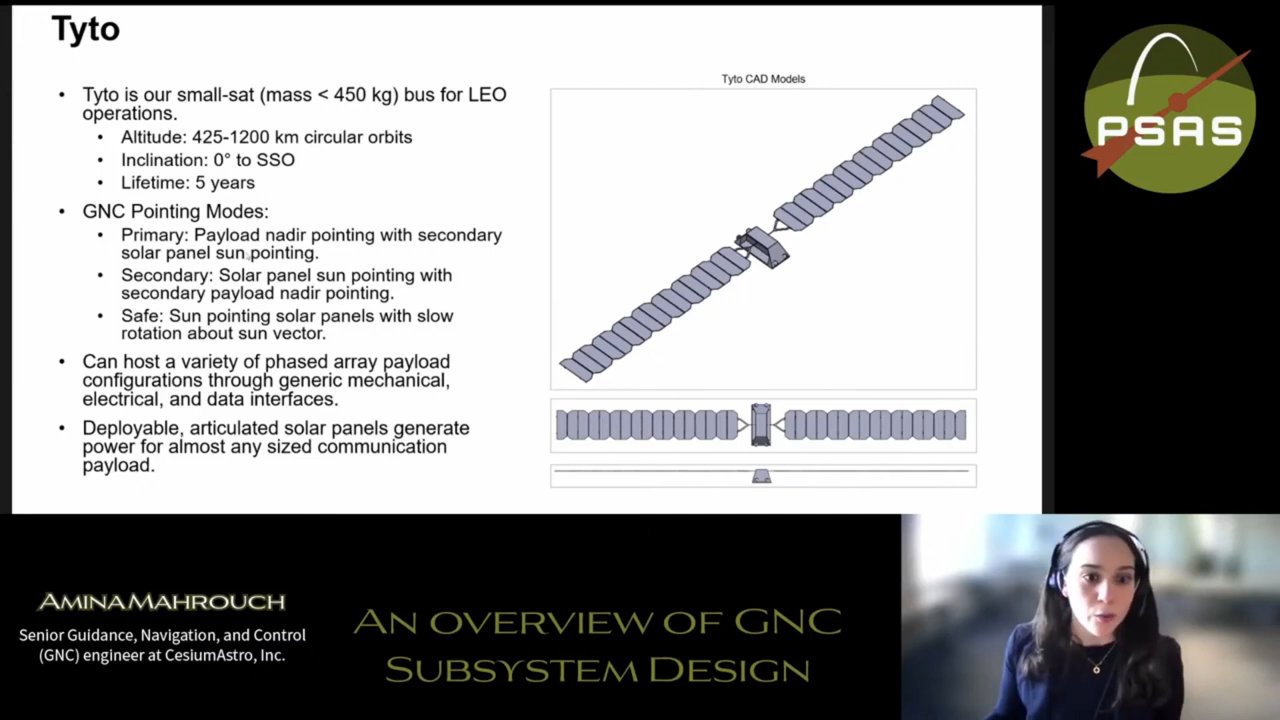 Tyto
• Tyto is our small-sat (mass < 450 kg) bus for LEO
operations.
• Altitude: 425-1200 km circular orbits
• Inclination: 0° to SSO
• Lifetime: 5 years
• GNC Pointing Modes:
• Primary: Payload nadir pointing with secondary
solar panel sun pointing.
• Secondary: Solar panel sun pointing with
secondary payload nadir pointing.
• Safe: Sun pointing solar panels with slow
rotation about sun vector.
• Can host a variety of phased array payload
configurations through generic mechanical,
electrical, and data interfaces.
• Deployable, articulated solar panels generate
power for almost any sized communication
payload.
Tyto CAD Models
PSAS
Amina Mahrouch
Senior Guidance, Navigation, and Control
(GNC) engineer at CesiumAstro, Inc.
An overview of GNC
Subsystem Design